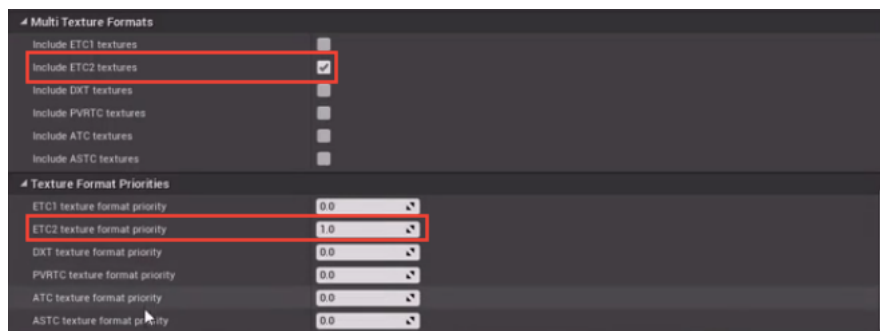 Multi Texture Formats
Include ETC1 textures
Include ETC2 textures
Include DXT textures
Include PVRTC textures
Include ATC textures
Include ASTC textures
Texture Format Priorities
ETC1 texture format priority 0.0
ETC2 texture format priority 1.0
DXT texture format priority 0.0
PVRTC texture format priority 0.0
ATC texture format priority 0.0
ASTC texture format priority 0.0